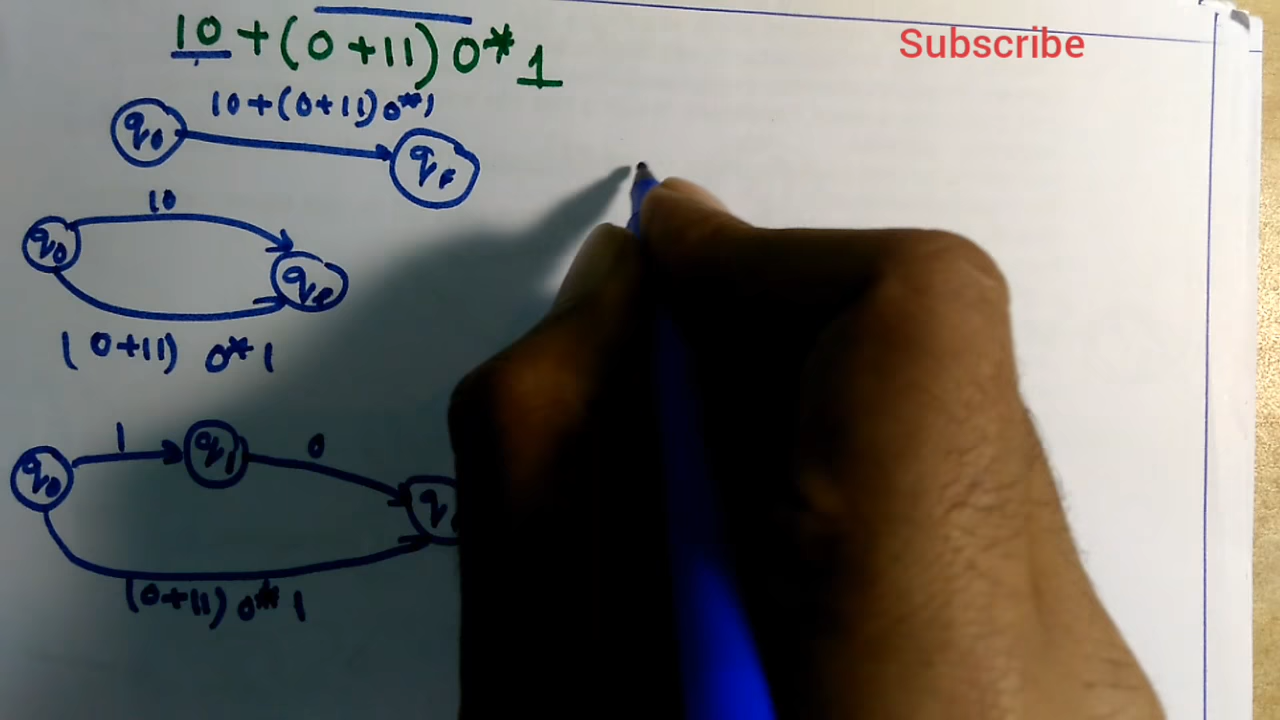 10+(0+11)0*1
Subscribe
10+(0+11)0*1
q0 qf
10
q0
qf
(0+11) 0*1
1 q1 0
q0
q
(0+11)0*1